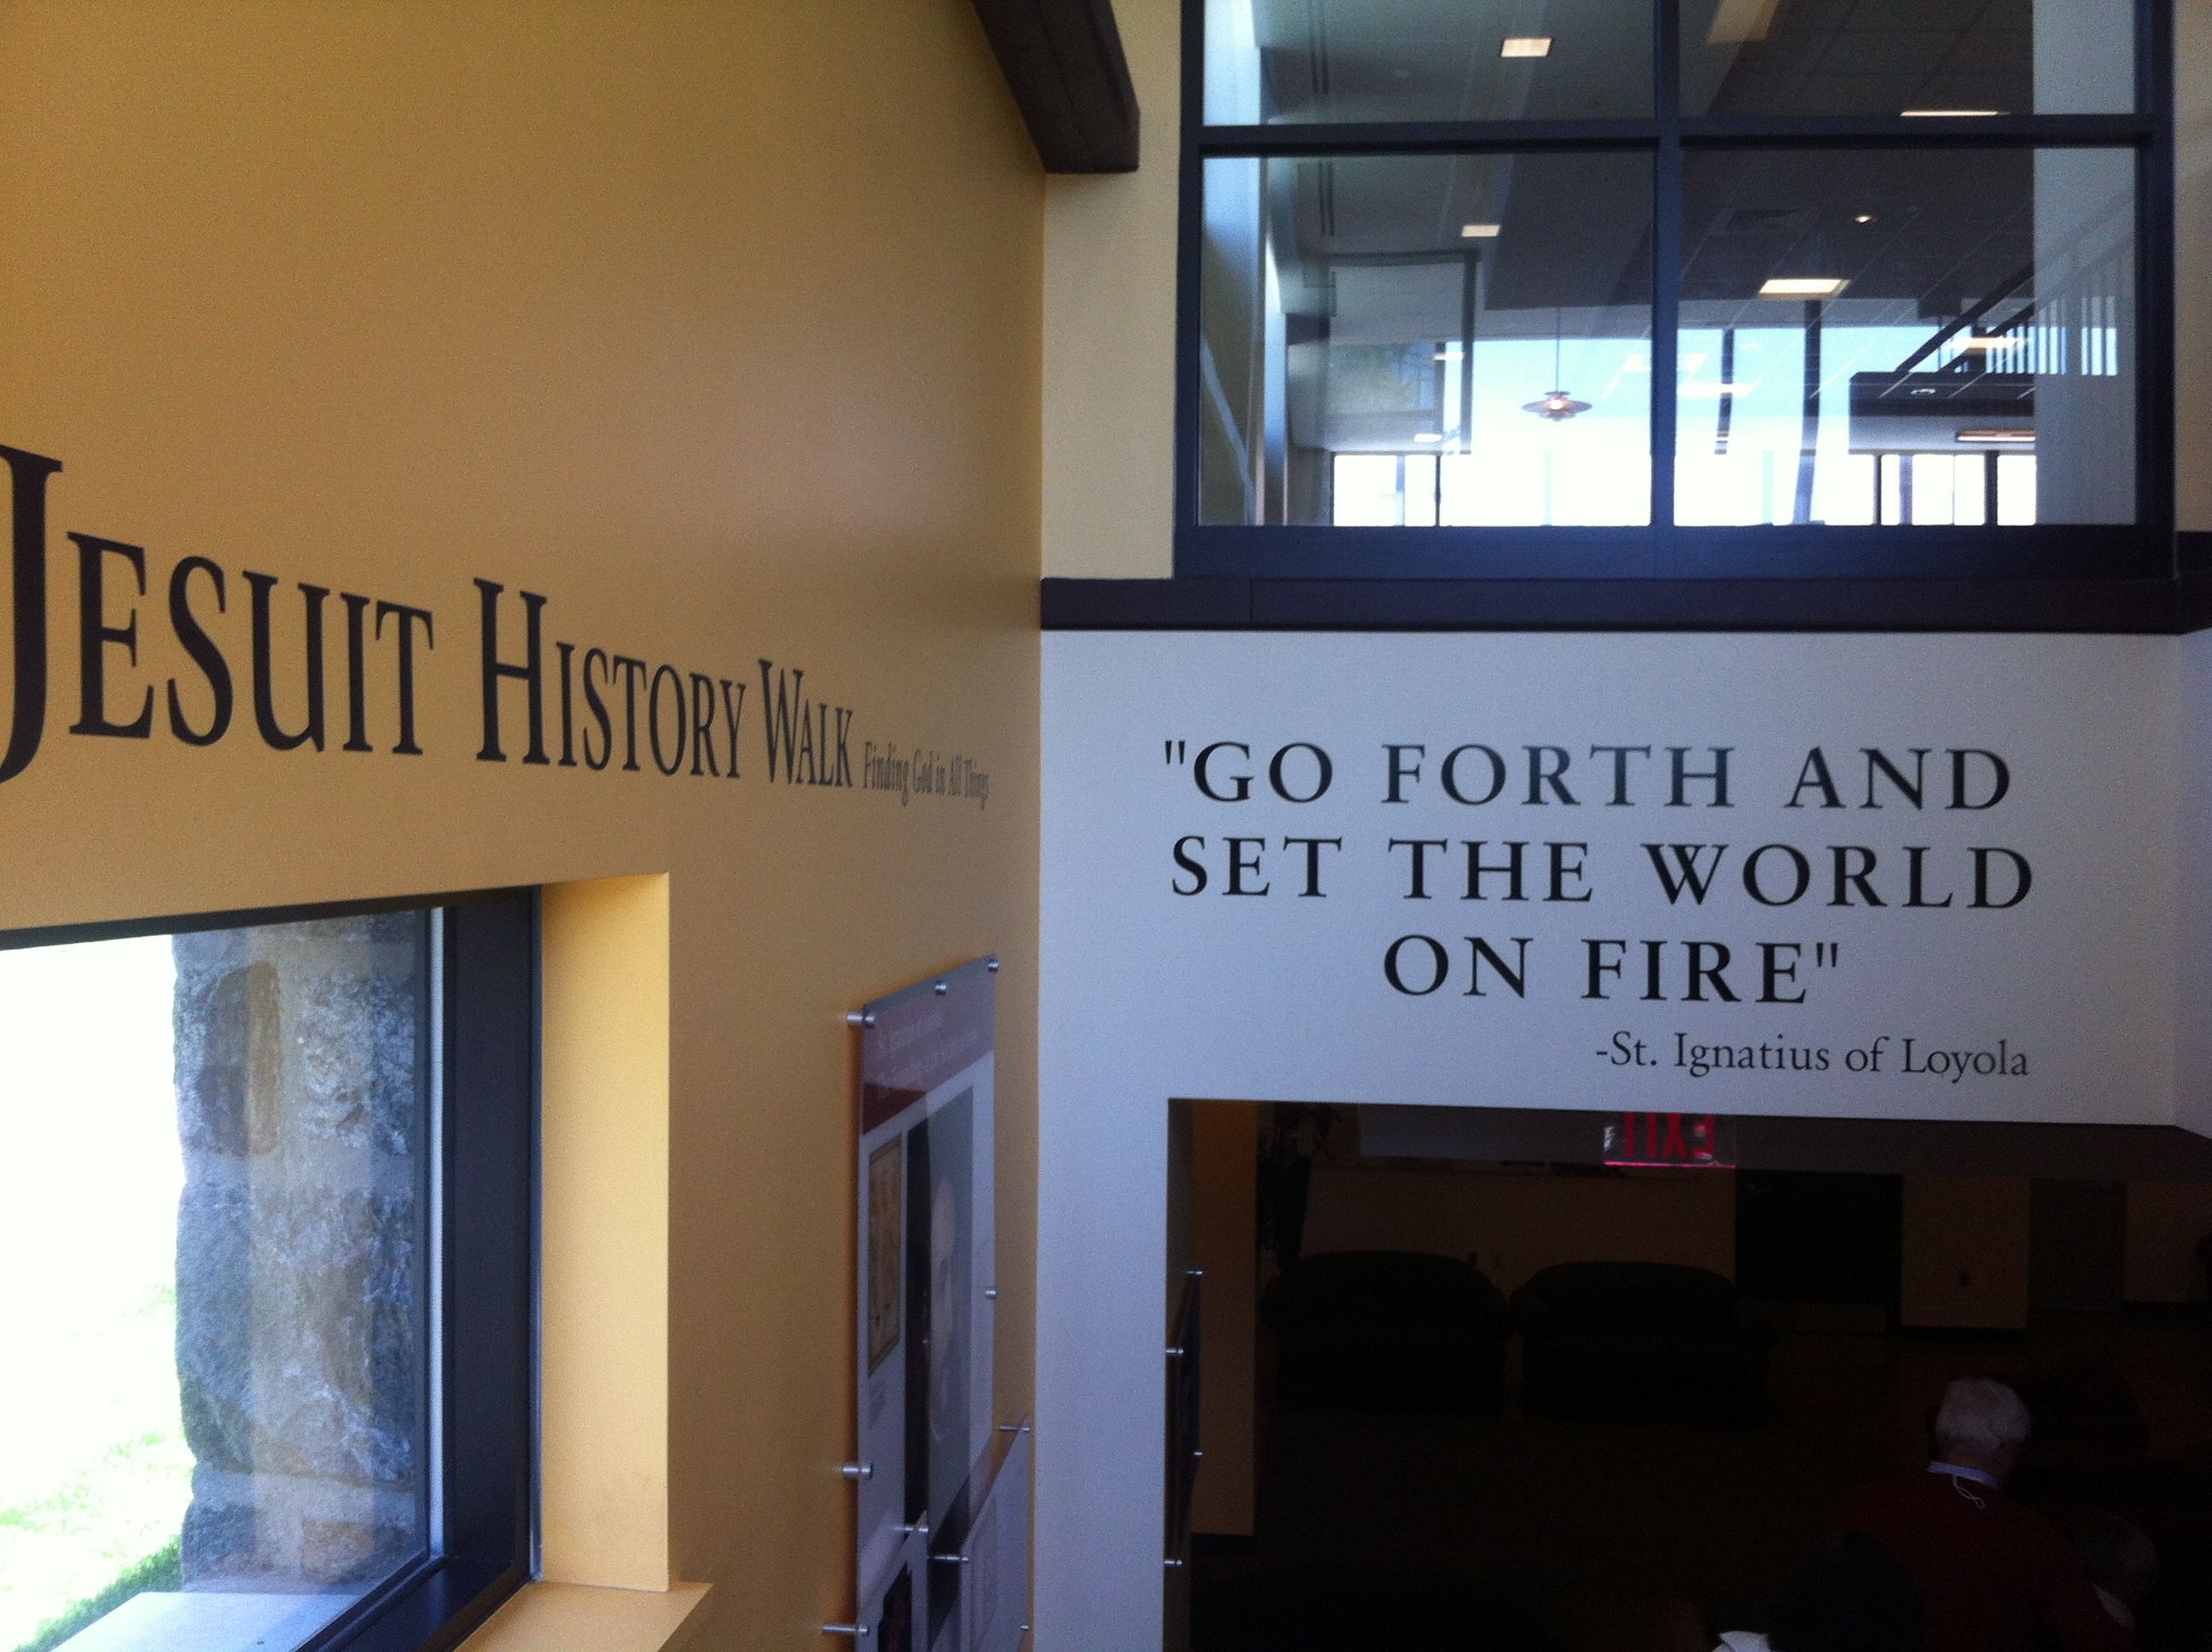 JESUIT HISTORY WALK Finding God in All Things
"GO FORTH AND
SET THE WORLD
ON FIRE"
-St. Ignatius of Loyola
EXIT